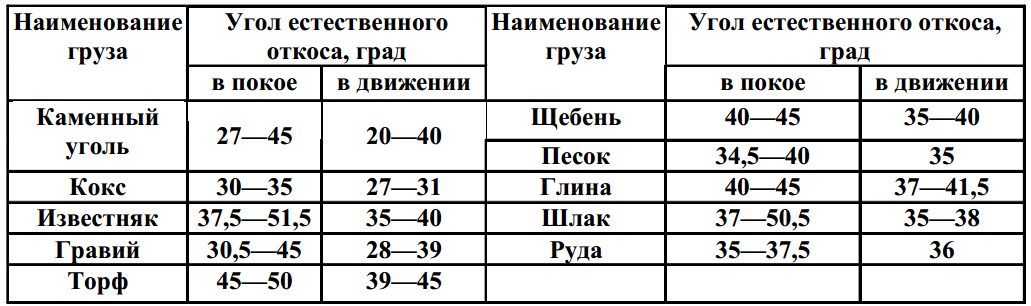 Наименование груза | Угол естественного откоса, град | Наименование груза | Угол естественного откоса, град
в покое | в движении | в покое | в движении
Каменный уголь | 27—45 | 20—40 | Щебень | 40—45 | 35—40
Песок | 34,5—40 | 35
Кокс | 30—35 | 27—31 | Глина | 40—45 | 37—41,5
Известняк | 37,5—51,5 | 35—40 | Шлак | 37—50,5 | 35—38
Гравий | 30,5—45 | 28—39 | Руда | 35—37,5 | 36
Торф | 45—50 | 39—45